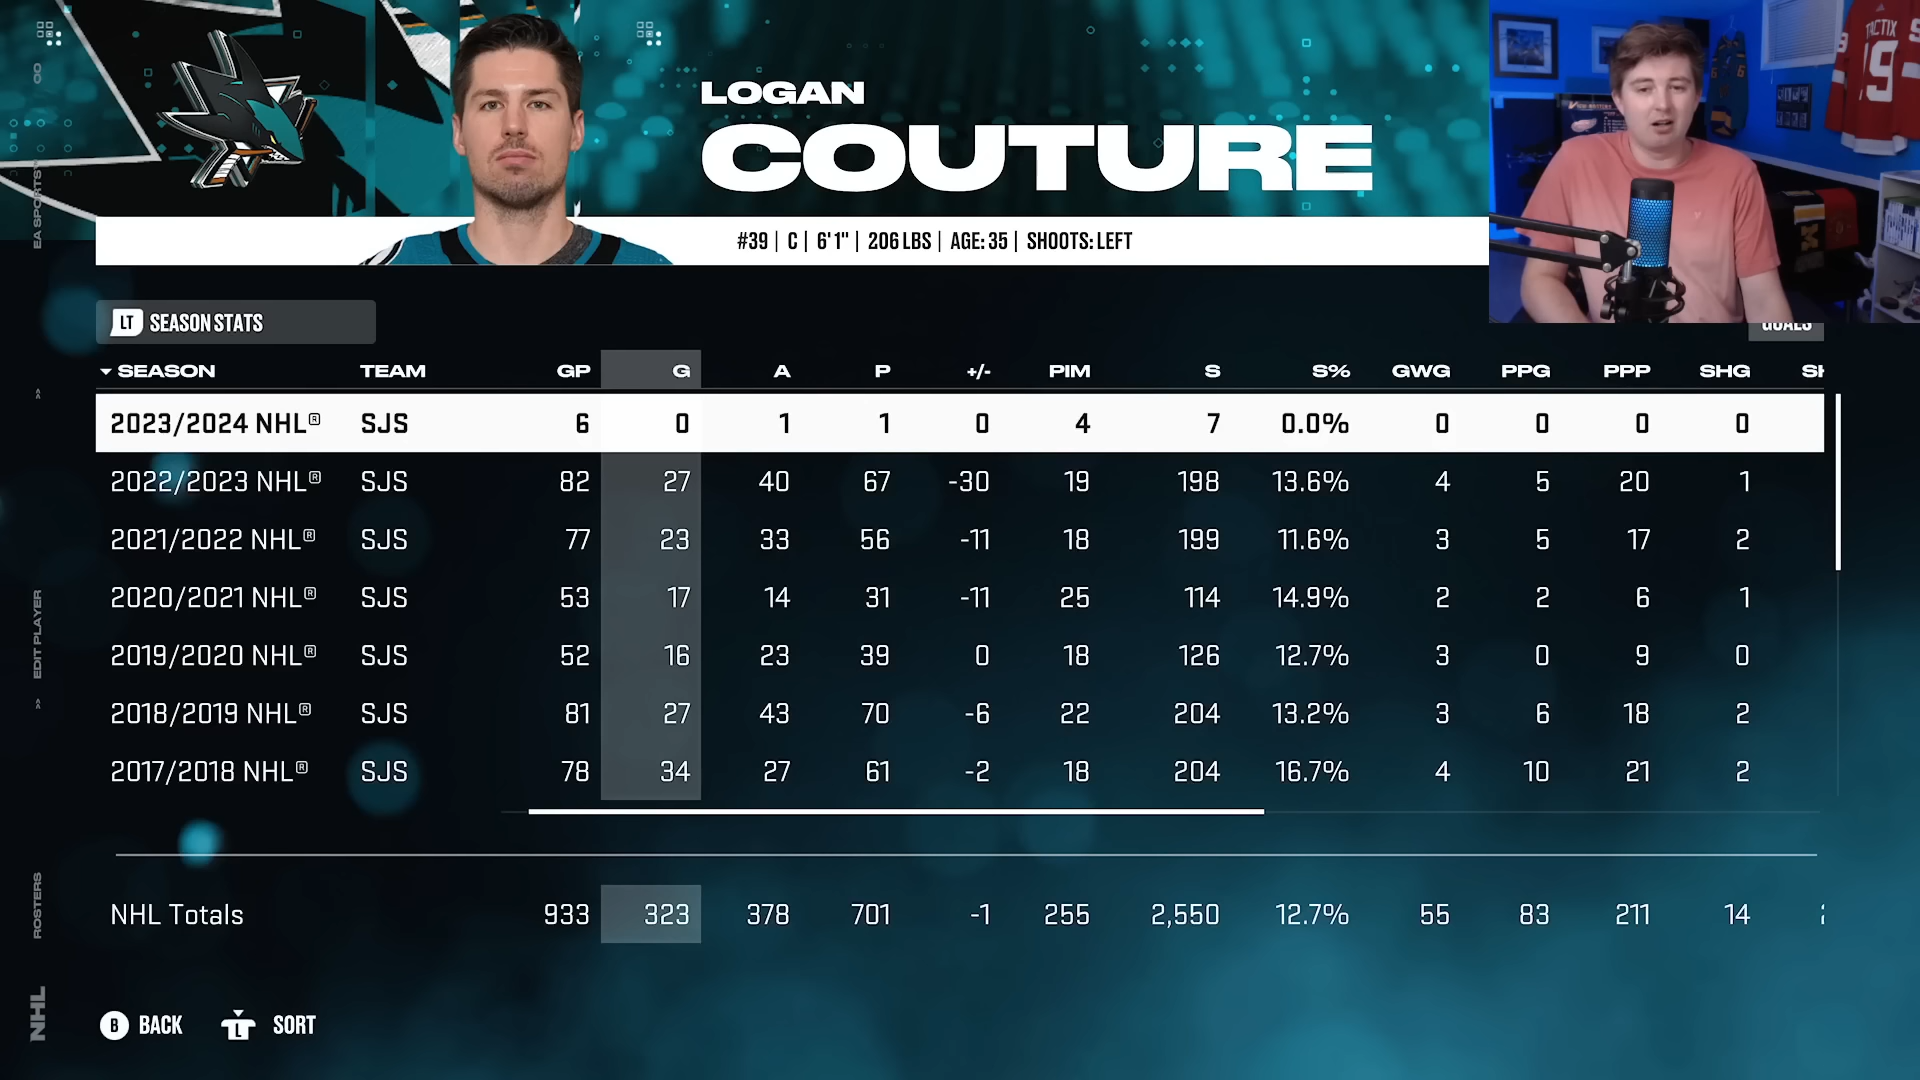 LOGAN
COUTURE
#39 | C | 6'1" | 206 LBS | AGE: 35 | SHOOTS: LEFT
TACTIX
9
LT SEASON STATS
GOALS
SEASON TEAM GP G A P +/- PIM S S% GWG PPG PPP SHG
2023/2024 NHL® SJS 6 0 1 1 0 4 7 0.0% 0 0 0 0
2022/2023 NHL® SJS 82 27 40 67 -30 19 198 13.6% 4 5 20 1
2021/2022 NHL® SJS 77 23 33 56 -11 18 199 11.6% 3 5 17 2
2020/2021 NHL® SJS 53 17 14 31 -11 25 114 14.9% 2 2 6 1
2019/2020 NHL® SJS 52 16 23 39 0 18 126 12.7% 3 0 9 0
2018/2019 NHL® SJS 81 27 43 70 -6 22 204 13.2% 3 6 18 2
2017/2018 NHL® SJS 78 34 27 61 -2 18 204 16.7% 4 10 21 2
NHL Totals 933 323 378 701 -1 255 2,550 12.7% 55 83 211 14
B BACK L SORT
NHL
ROSTERS
EDIT PLAYER
EA SPORTS